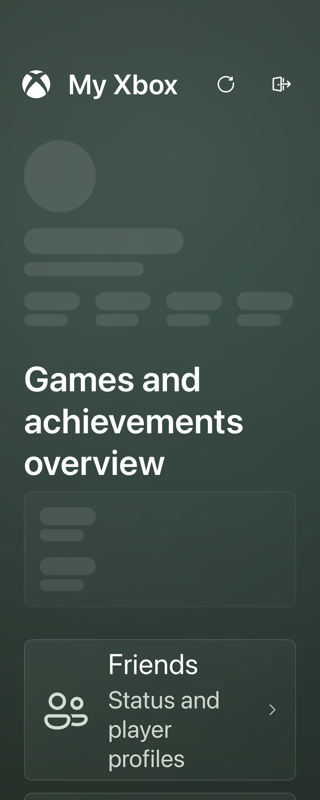 My Xbox
Games and
achievements
overview
Friends
Status and
player
profiles